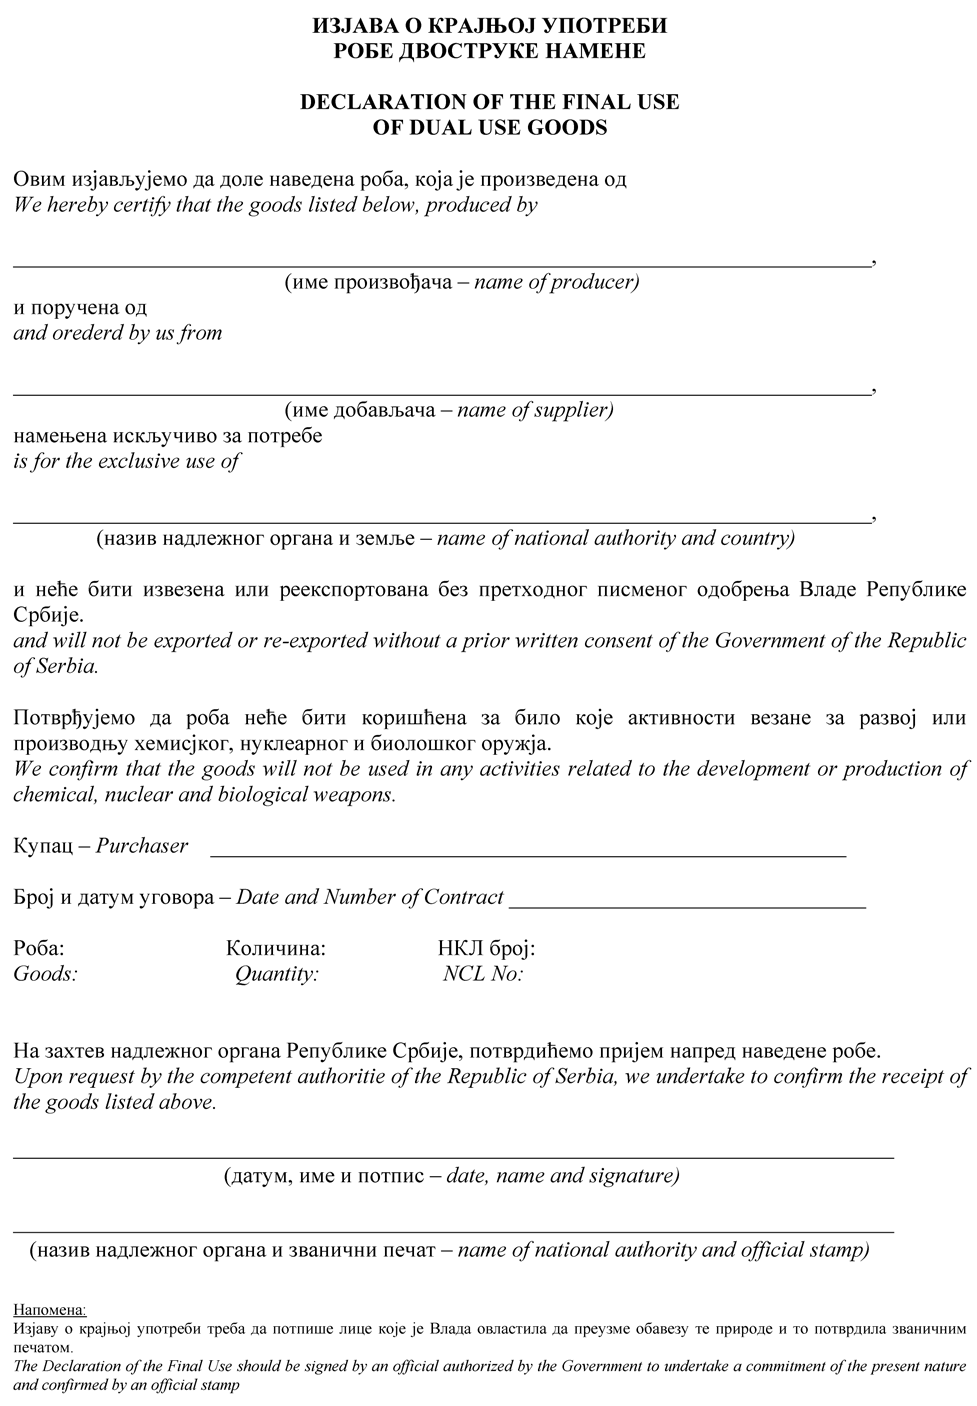 ИЗЈАВА О КРАЈЊОЈ УПОТРЕБИ
РОБЕ ДВОСТРУКЕ НАМЕНЕ
DECLARATION OF THE FINAL USE
OF DUAL USE GOODS
Овим изјављујемо да доле наведена роба, која је произведена од
We hereby certify that the goods listed below, produced by
,
(име произвођача – name of producer)
и поручена од
and orederd by us from
,
(име добављача – name of supplier)
намењена искључиво за потребе
is for the exclusive use of
,
(назив надлежног органа и земље – name of national authority and country)
и неће бити извезена или реекспортована без претходног писменог одобрења Владе Републике
Србије.
and will not be exported or re-exported without a prior written consent of the Government of the Republic
of Serbia.
Потврђујемо да роба неће бити коришћена за било које активности везане за развој или
производњу хемисјког, нуклеарног и биолошког оружја.
We confirm that the goods will not be used in any activities related to the development or production of
chemical, nuclear and biological weapons.
Купац – Purchaser
Број и датум уговора – Date and Number of Contract
Роба: Количина: НКЛ број:
Goods: Quantity: NCL No:
На захтев надлежног органа Републике Србије, потврдићемо пријем напред наведене робе.
Upon request by the competent authoritie of the Republic of Serbia, we undertake to confirm the receipt of
the goods listed above.
(датум, име и потпис – date, name and signature)
(назив надлежног органа и званични печат – name of national authority and official stamp)
Напомена:
Изјаву о крајњој употреби треба да потпише лице које је Влада овластила да преузме обавезу те природе и то потврдила званичним
печатом.
The Declaration of the Final Use should be signed by an official authorized by the Government to undertake a commitment of the present nature
and confirmed by an official stamp